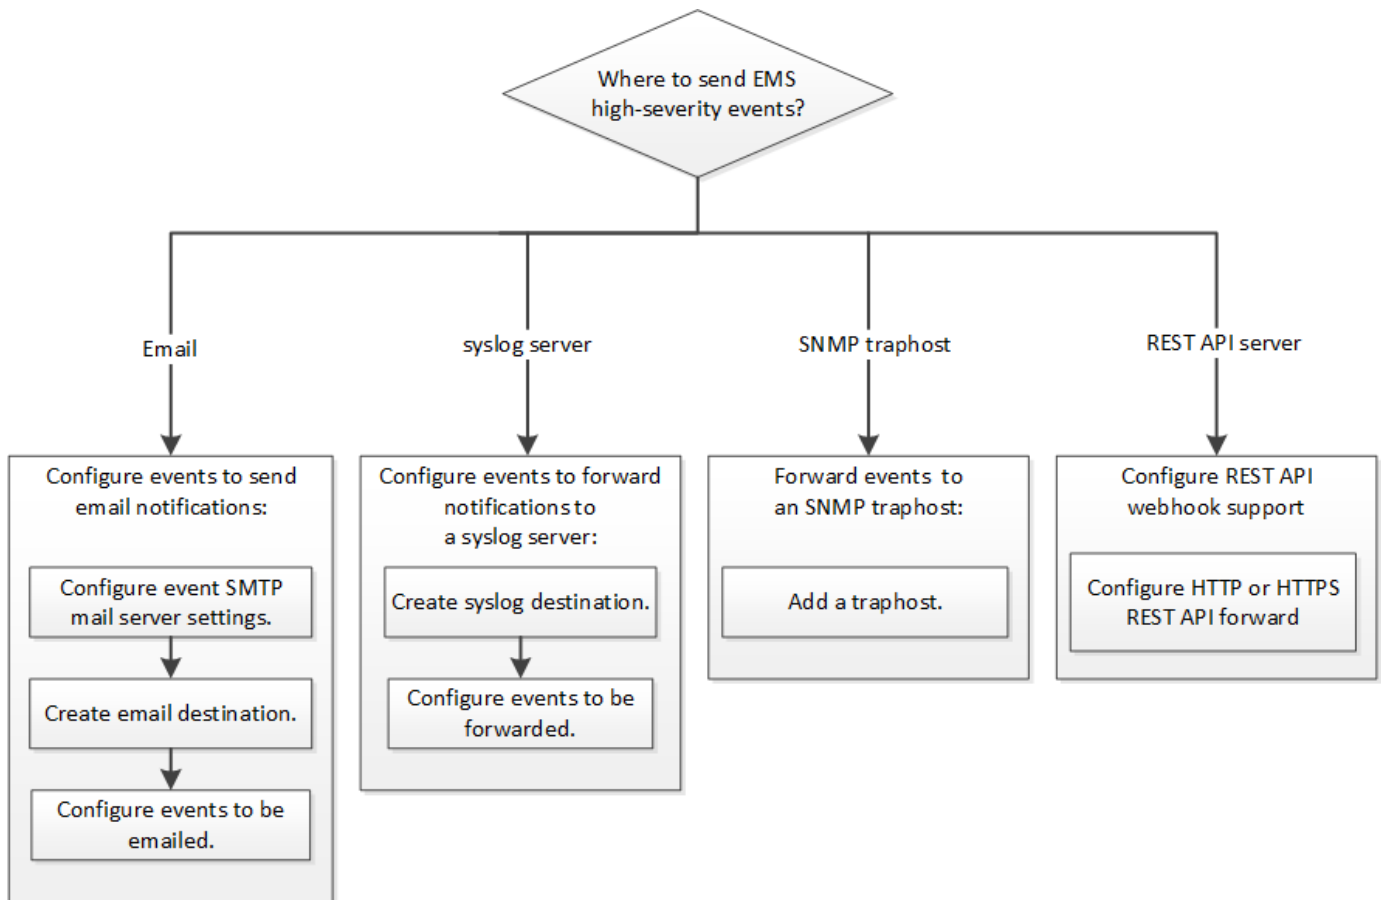 Where to send EMS
high-severity events?
Email
syslog server
SNMP traphost
REST API server
Configure events to send
email notifications:
Configure event SMTP
mail server settings.
Create email destination.
Configure events to be
emailed.
Configure events to forward
notifications to
a syslog server:
Create syslog destination.
Configure events to be
forwarded.
Forward events to
an SNMP traphost:
Add a traphost.
Configure REST API
webhook support
Configure HTTP or HTTPS
REST API forward